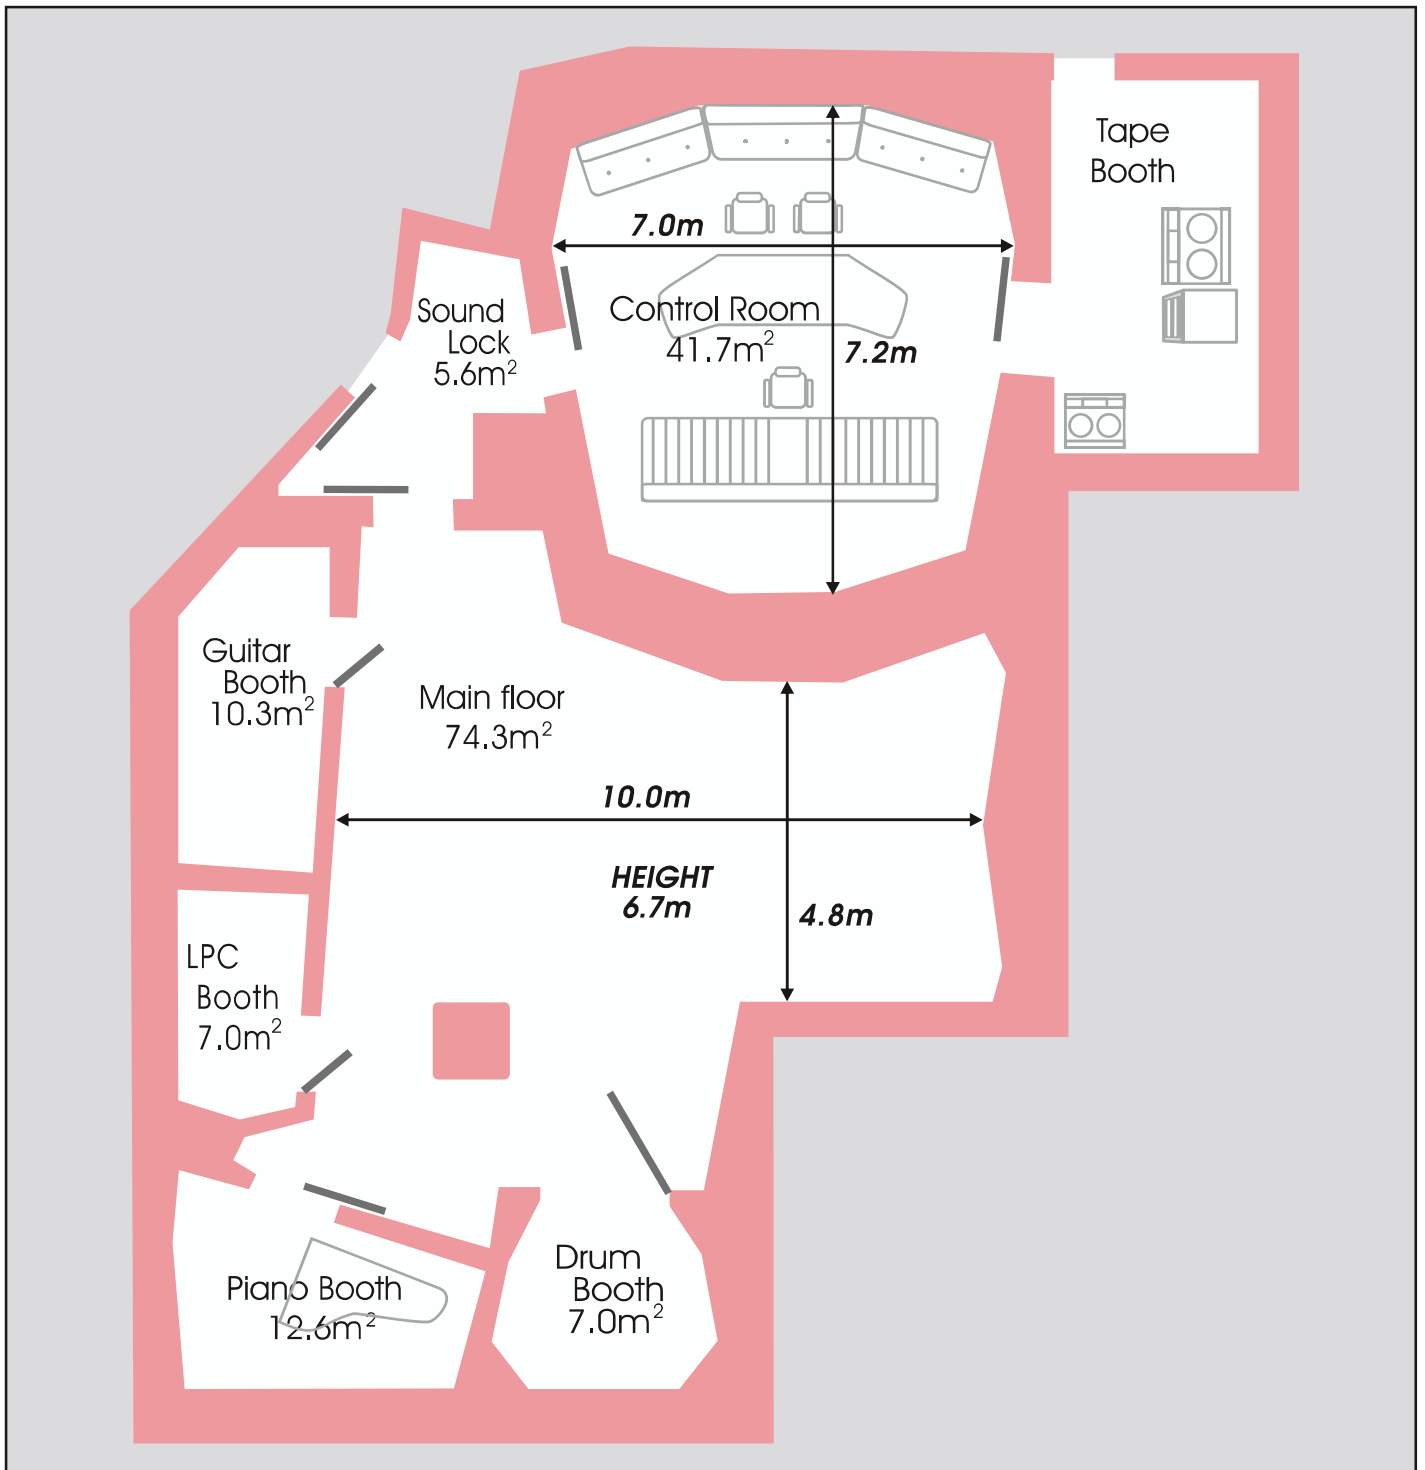 Tape
Booth
7.0m
Sound
Lock
5.6m²
Control Room
41.7m²
7.2m
Guitar
Booth
10.3m²
Main floor
74.3m²
10.0m
HEIGHT
6.7m
4.8m
LPC
Booth
7.0m²
Piano Booth
12.6m²
Drum
Booth
7.0m²